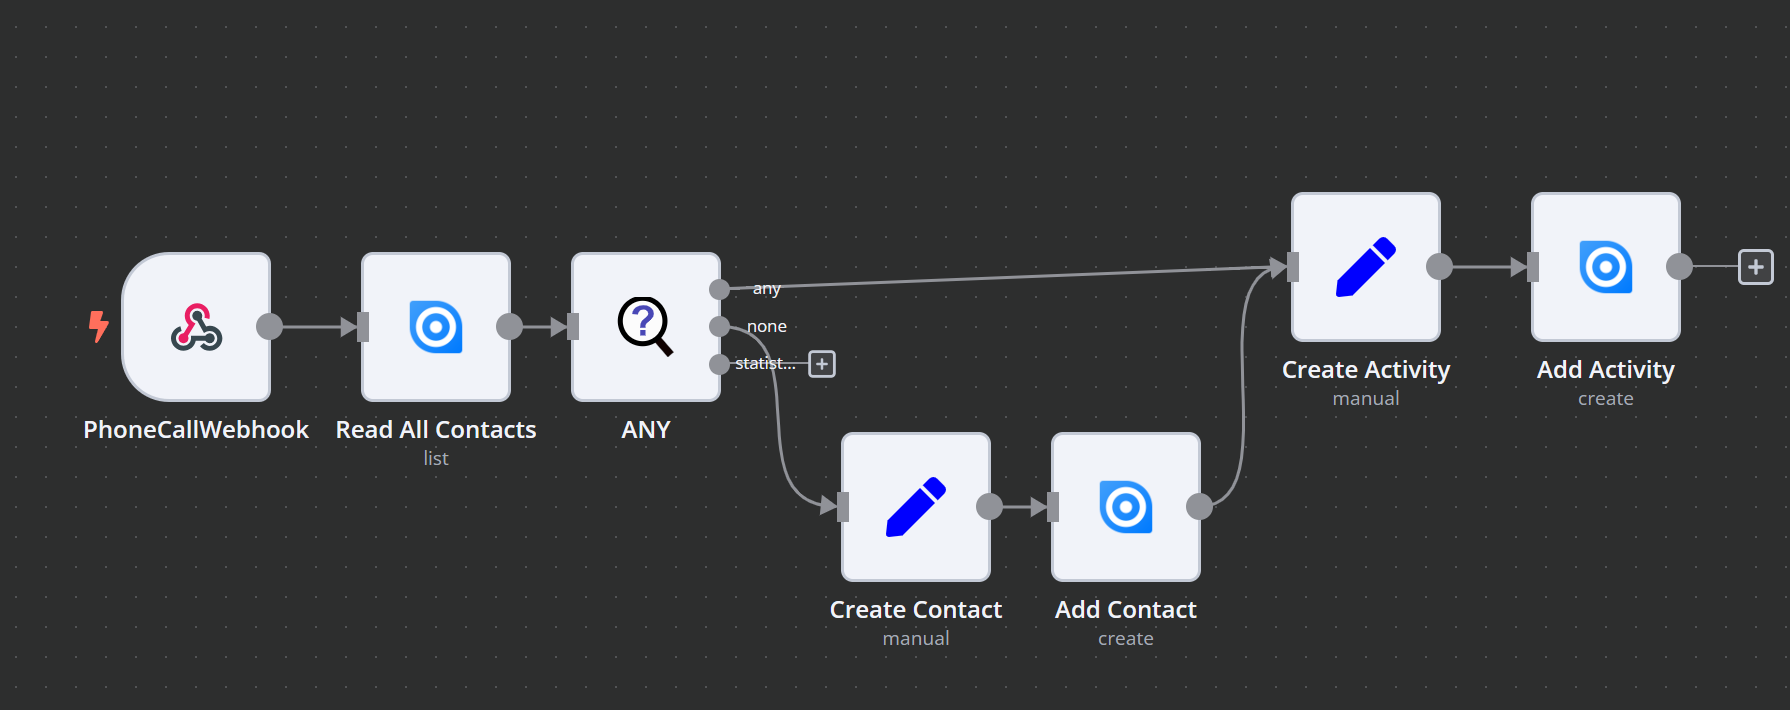 any
none
statist...
PhoneCallWebhook
Read All Contacts
list
ANY
Create Contact
manual
Add Contact
create
Create Activity
manual
Add Activity
create